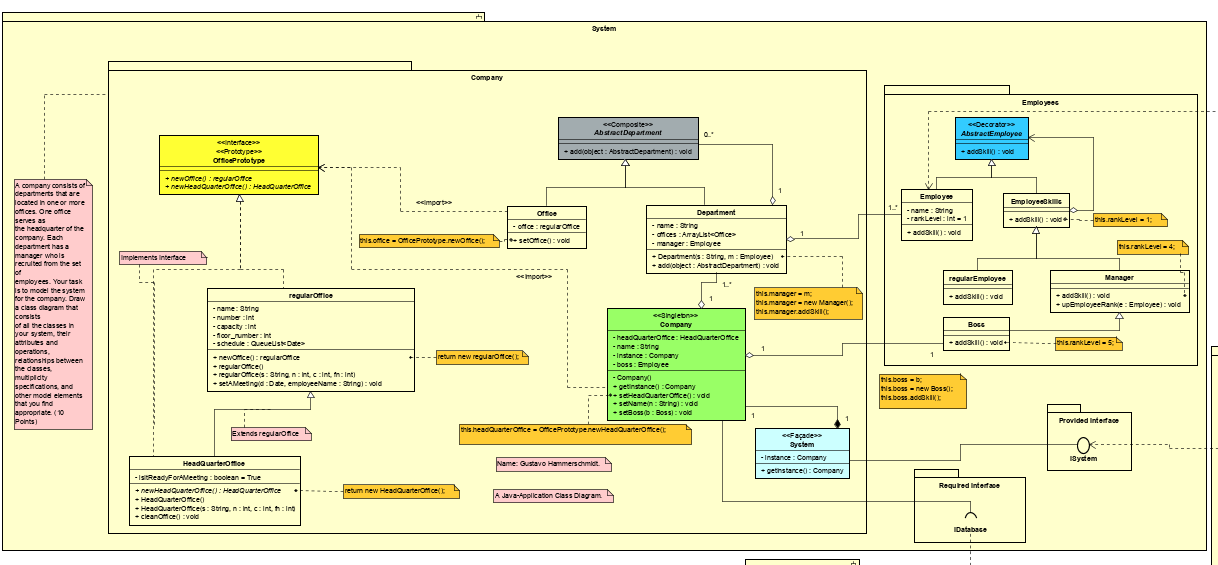 System
Company
Employees
A company consists of
departments that are
located in one or more
offices. One office
serves as
the headquarter of the
company. Each
department has a
manager who is
recruited from the set
of
employees. Your task
is to model the system
for the company. Draw
a class diagram that
consists
of all the classes in
your system, their
attributes and
operations,
relationships between
the classes,
multiplicity
specifications, and
other model elements
that you find
appropriate. (10
Points)
<<Interface>>
<<Prototype>>
OfficePrototype
+ newOffice() : regularOffice
+ newHeadQuarterOffice() : HeadQuarterOffice
<<Composite>>
AbstractDepartment
+ add(object : AbstractDepartment) : void
0..*
1
<<Import>>
Office
- office : regularOffice
+ setOffice() : void
this.office = OfficePrototype.newOffice();
Department
- name : String
- offices : ArrayList<Office>
- manager : Employee
+ Department(s : String, m : Employee)
+ add(object : AbstractDepartment) : void
1
1..*
this.manager = m;
this.manager = new Manager();
this.manager.addSkill();
<<Decorator>>
AbstractEmployee
+ addSkill() : void
Employee
- name : String
- rankLevel : int = 1
+ addSkill() : void
EmployeeSkills
+ addSkill() : void
this.rankLevel = 1;
this.rankLevel = 4;
regularEmployee
+ addSkill() : void
Manager
+ addSkill() : void
+ upEmployeeRank(e : Employee) : void
Boss
+ addSkill() : void
this.rankLevel = 5;
1
this.boss = b;
this.boss = new Boss();
this.boss.addSkill();
Implements Interface
<<Import>>
regularOffice
- name : String
- number : int
- capacity : int
- floor_number : int
- schedule : QueueList<Date>
+ newOffice() : regularOffice
+ regularOffice()
+ regularOffice(s : String, n : int, c : int, fn : int)
+ setAMeeting(d : Date, employeeName : String) : void
return new regularOffice();
1..*
1
<<Singleton>>
Company
- headQuarterOffice : HeadQuarterOffice
- name : String
- instance : Company
- boss : Employee
- Company()
+ getInstance() : Company
+ setHeadQuarterOffice() : void
+ setName(n : String) : void
+ setBoss(b : Boss) : void
1
1
1
this.headQuarterOffice = OfficePrototype.newHeadQuarterOffice();
Extends regularOffice
HeadQuarterOffice
- isItReadyForAMeeting : boolean = True
+ newHeadQuarterOffice() : HeadQuarterOffice
+ HeadQuarterOffice()
+ HeadQuarterOffice(s : String, n : int, c : int, fn : int)
+ cleanOffice() : void
return new HeadQuarterOffice();
Name: Gustavo Hammerschmidt.
A Java-Application Class Diagram.
<<Façade>>
System
- instance : Company
+ getInstance() : Company
Provided Interface
ISystem
Required Interface
IDatabase